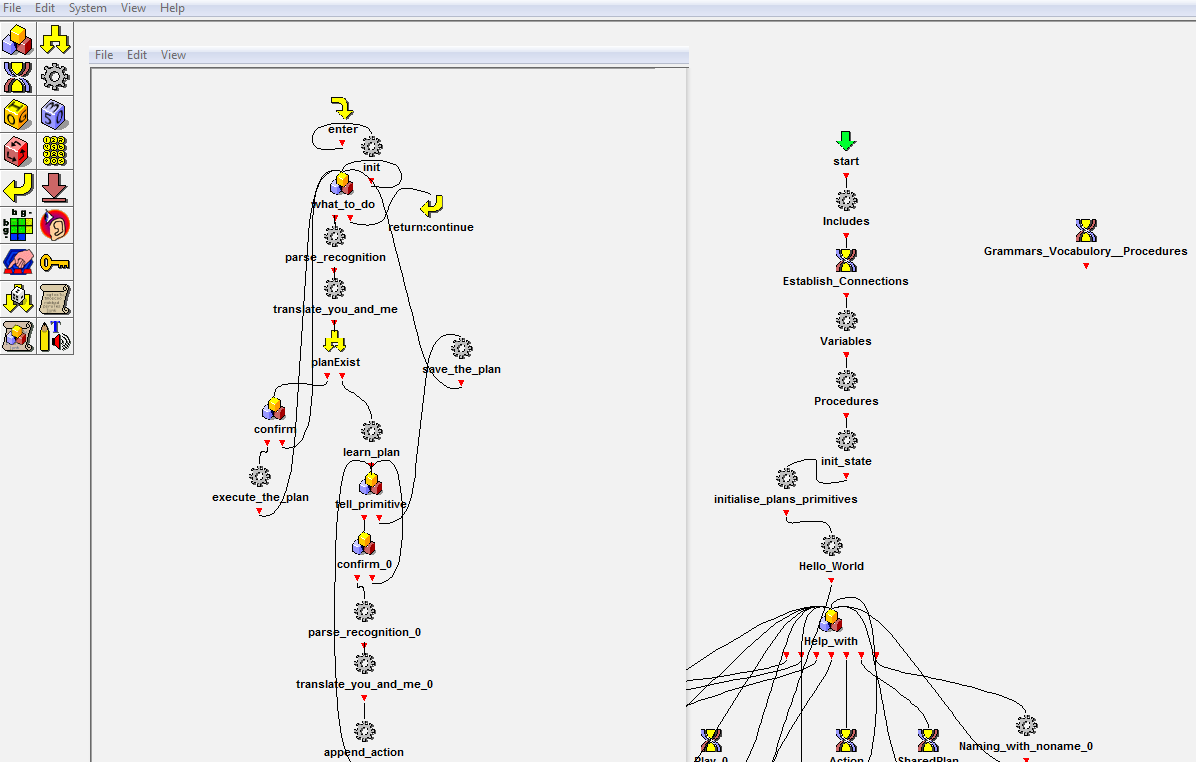 File Edit System View Help
File Edit View
enter
init
what_to_do
return:continue
parse_recognition
translate_you_and_me
planExist
save_the_plan
confirm
learn_plan
execute_the_plan
tell_primitive
confirm_0
parse_recognition_0
translate_you_and_me_0
append_action
start
Includes
Grammars_Vocabulory__Procedures
Establish_Connections
Variables
Procedures
init_state
initialise_plans_primitives
Hello_World
Help_with
Naming_with_noname_0
Play_0
Action
SharedPlan